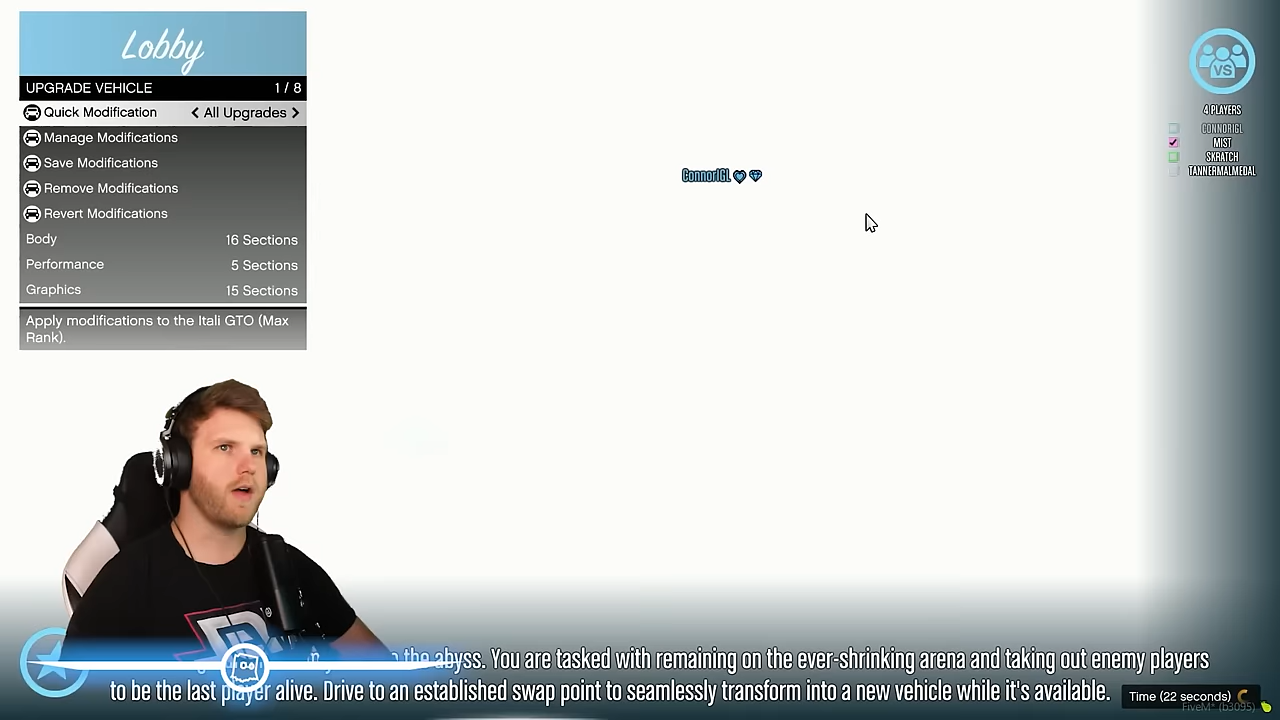 Lobby
UPGRADE VEHICLE 1 / 8
Quick Modification All Upgrades
Manage Modifications
Save Modifications
Remove Modifications
Revert Modifications
Body 16 Sections
Performance 5 Sections
Graphics 15 Sections
Apply modifications to the Itali GTO (Max
Rank).
ConnorIGL
VS
4 PLAYERS
CONNORIGL
MIST
SKRATCH
TANNERMALMEDAL
the abyss. You are tasked with remaining on the ever-shrinking arena and taking out enemy players
to be the last player alive. Drive to an established swap point to seamlessly transform into a new vehicle while it's available.
Time (22 seconds)
FiveM* (b3095)